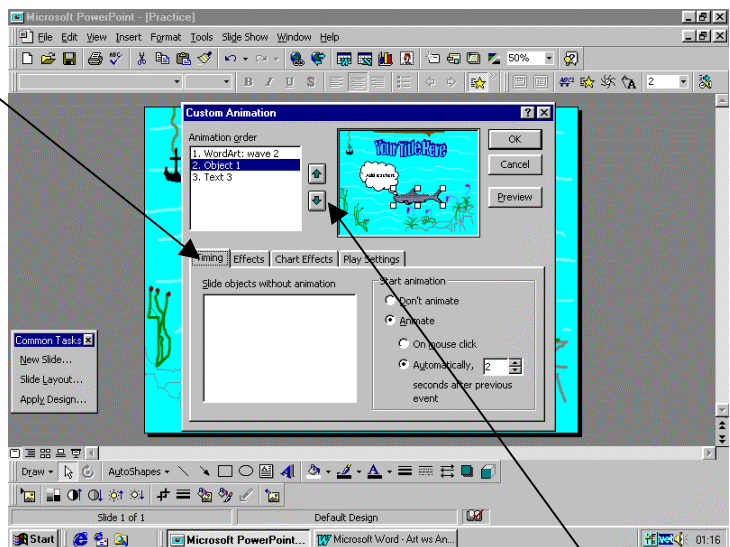 Microsoft PowerPoint - [Practice]
File Edit View Insert Format Tools Slide Show Window Help
50%
B I U S 2
Custom Animation
Animation order
1. WordArt: wave 2
2. Object 1
3. Text 3
Your Title Here
OK
Cancel
Preview
Timing Effects Chart Effects Play Settings
Slide objects without animation
Start animation
Don't animate
Animate
On mouse click
Automatically, 2
seconds after previous
event
Common Tasks
New Slide...
Slide Layout...
Apply Design...
Draw AutoShapes
Slide 1 of 1 Default Design
Start Microsoft PowerPoint... Microsoft Word - Art ws An... 01:16